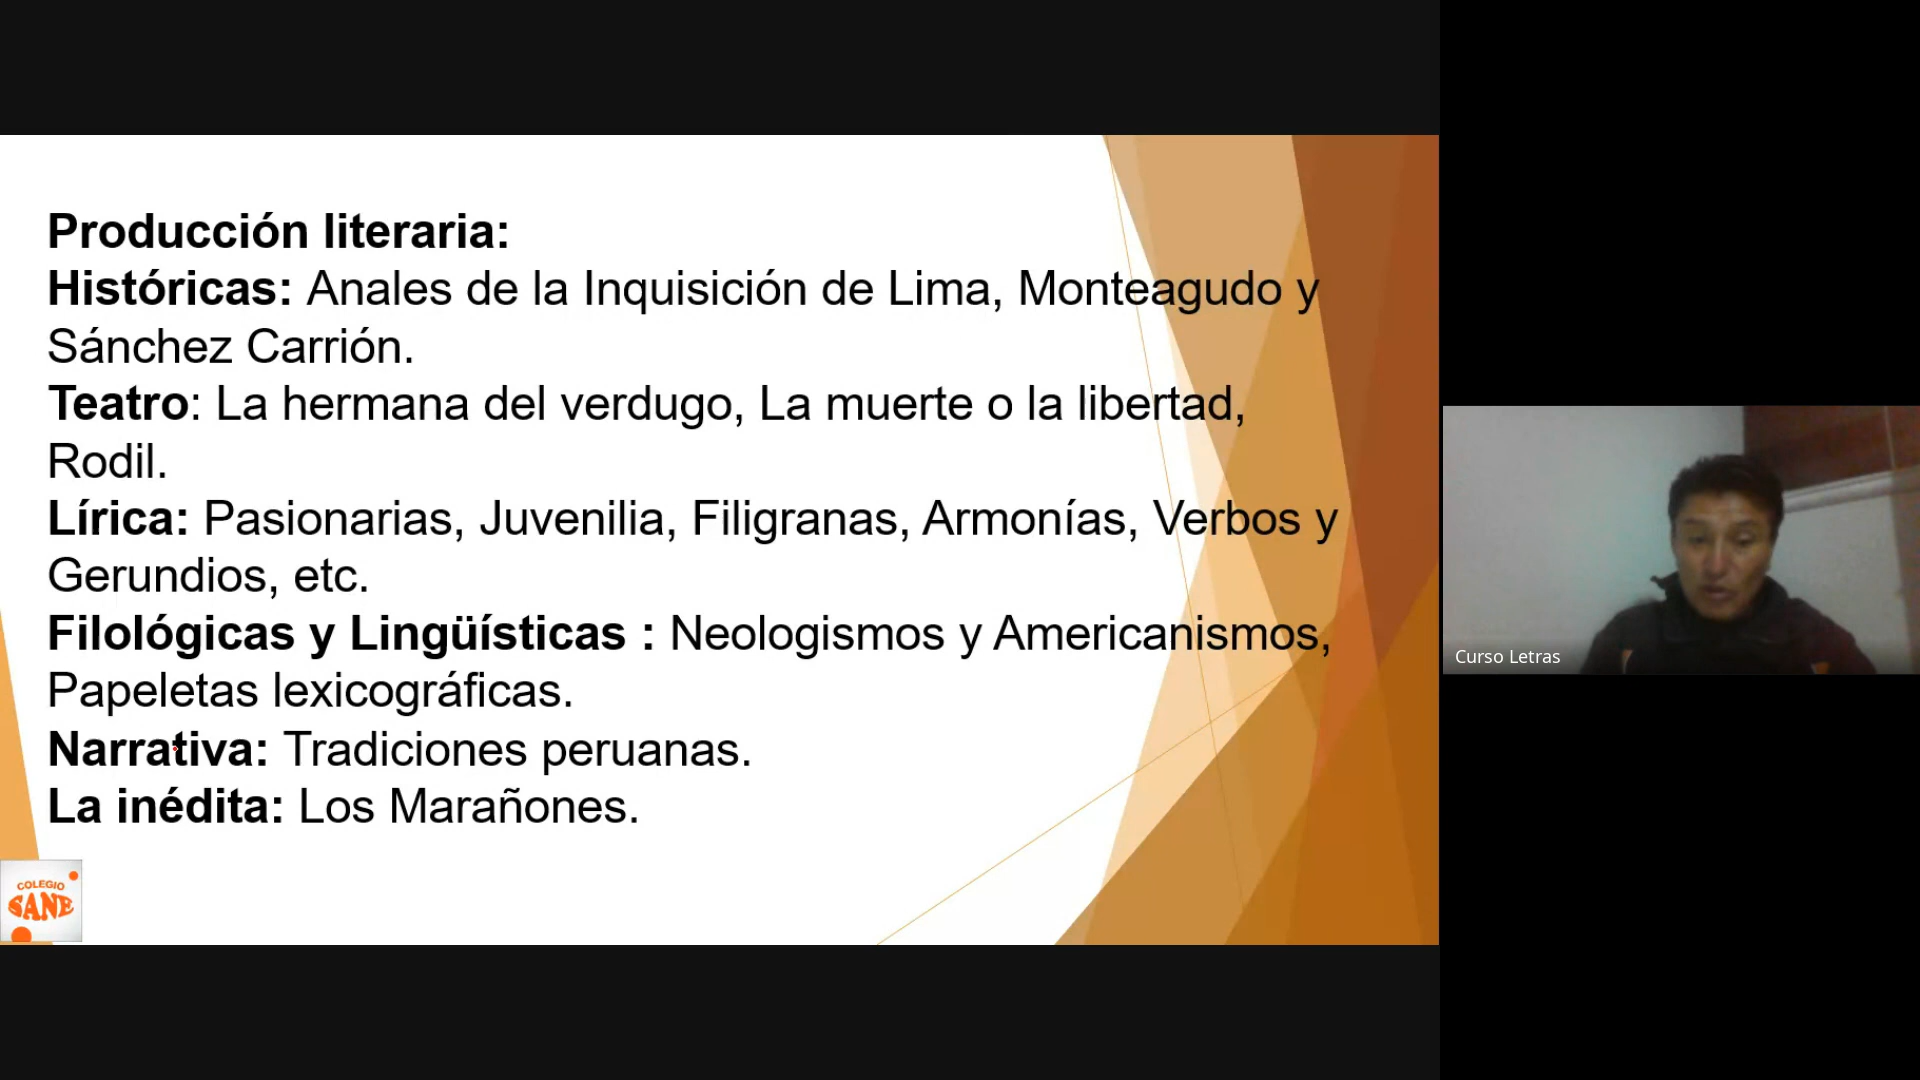 Producción literaria:
Históricas: Anales de la Inquisición de Lima, Monteagudo y
Sánchez Carrión.
Teatro: La hermana del verdugo, La muerte o la libertad,
Rodil.
Lírica: Pasionarias, Juvenilia, Filigranas, Armonías, Verbos y
Gerundios, etc.
Filológicas y Lingüísticas : Neologismos y Americanismos,
Papeletas lexicográficas.
Narrativa: Tradiciones peruanas.
La inédita: Los Marañones.
COLEGIO
SANE
Curso Letras